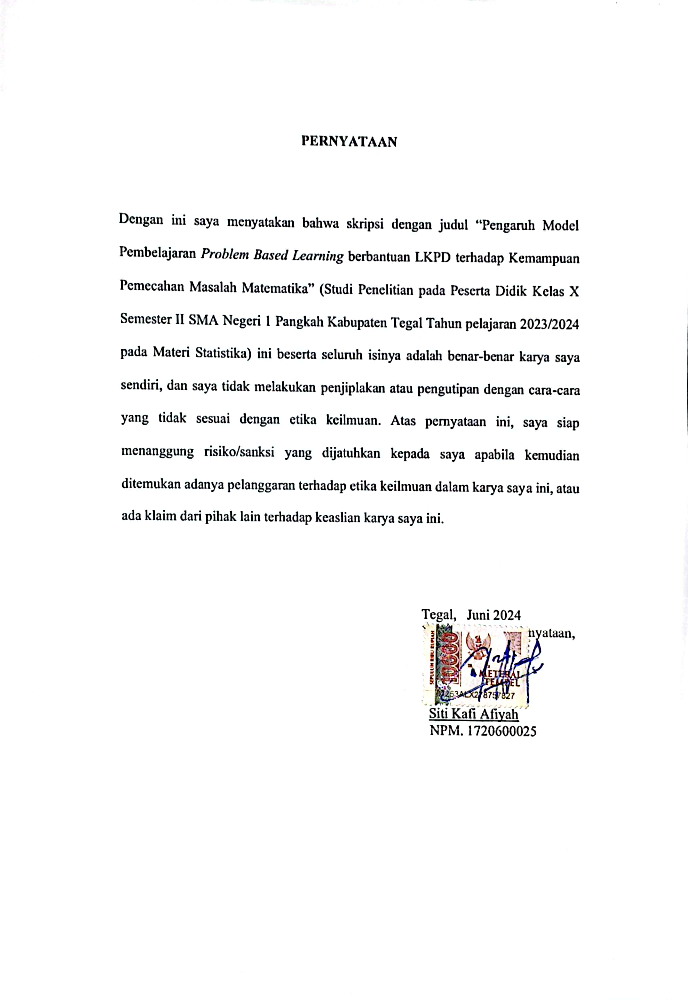 PERNYATAAN
Dengan ini saya menyatakan bahwa skripsi dengan judul “Pengaruh Model
Pembelajaran Problem Based Learning berbantuan LKPD terhadap Kemampuan
Pemecahan Masalah Matematika” (Studi Penelitian pada Peserta Didik Kelas X
Semester II SMA Negeri 1 Pangkah Kabupaten Tegal Tahun pelajaran 2023/2024
pada Materi Statistika) ini beserta seluruh isinya adalah benar-benar karya saya
sendiri, dan saya tidak melakukan penjiplakan atau pengutipan dengan cara-cara
yang tidak sesuai dengan etika keilmuan. Atas pernyataan ini, saya siap
menanggung risiko/sanksi yang dijatuhkan kepada saya apabila kemudian
ditemukan adanya pelanggaran terhadap etika keilmuan dalam karya saya ini, atau
ada klaim dari pihak lain terhadap keaslian karya saya ini.
Tegal, Juni 2024
nyataan,
SEPULUH RIBU RUPIAH
10000
METERAI
TEMPEL
Siti Kafi Afiyah
NPM. 1720600025